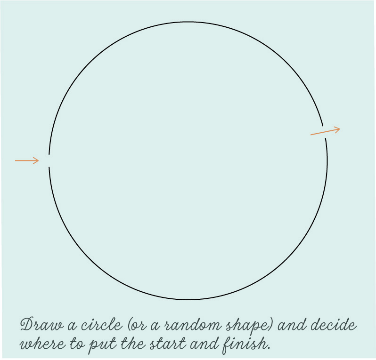 Draw a circle (or a random shape) and decide
where to put the start and finish.